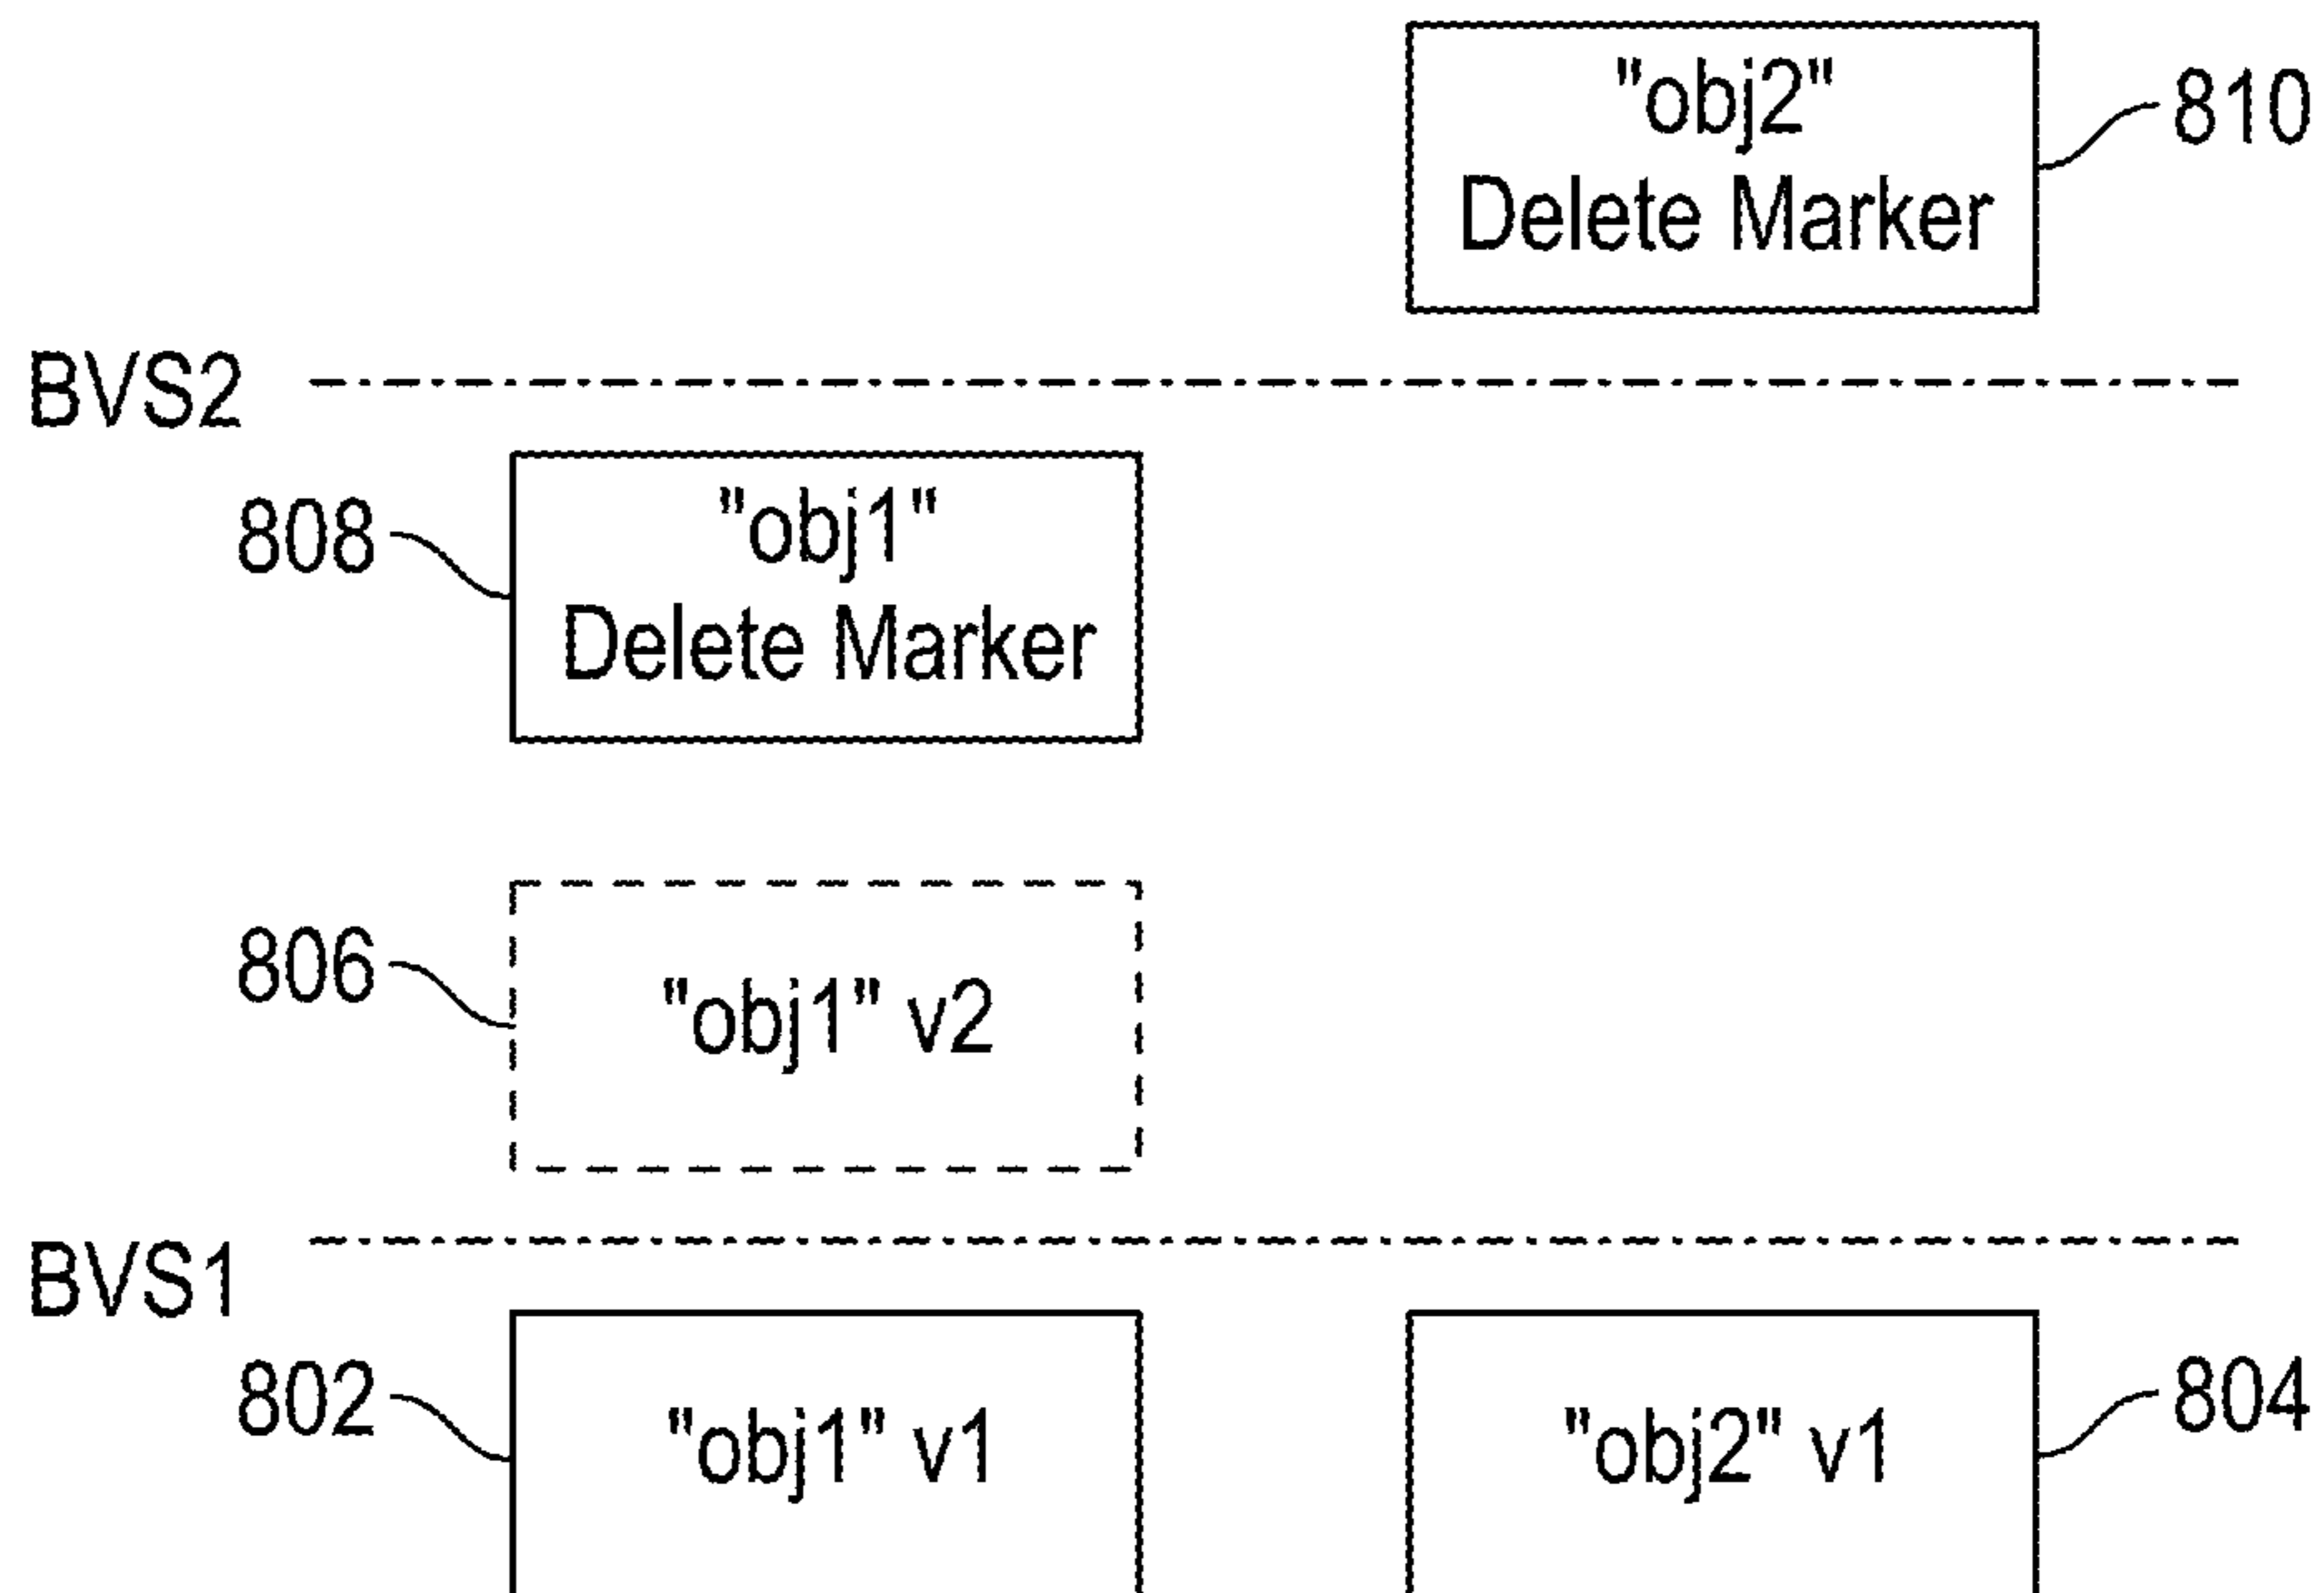 "obj2"
Delete Marker
810
BVS2
808
"obj1"
Delete Marker
806
"obj1" v2
BVS1
802
"obj1" v1
"obj2" v1
804